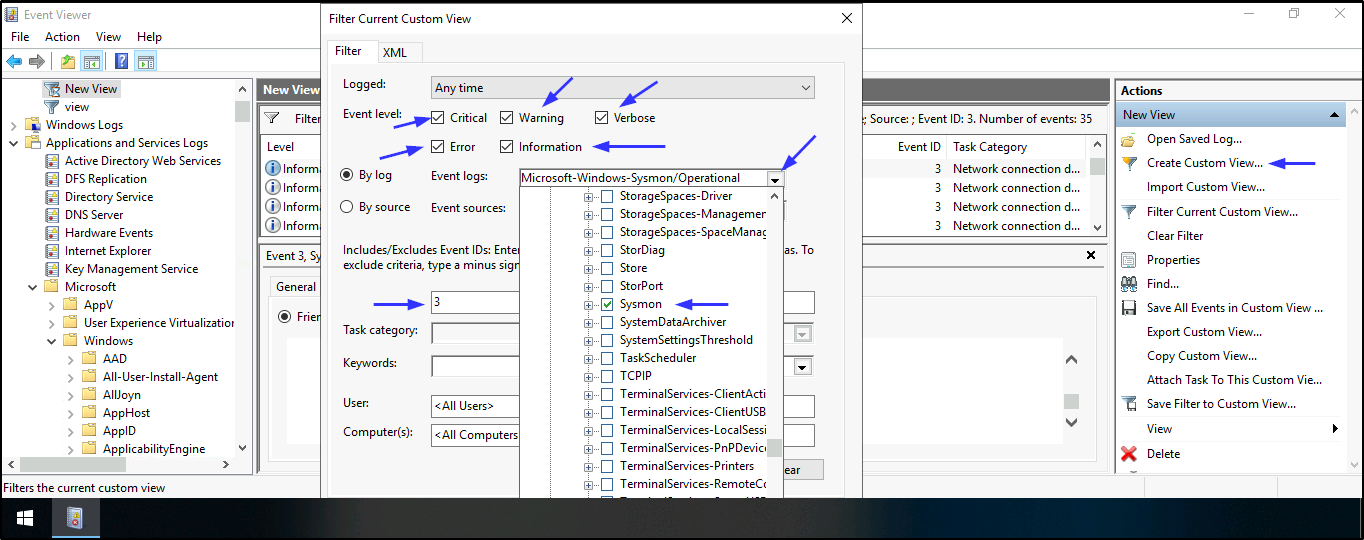 Event Viewer
File Action View Help
New View
view
Windows Logs
Applications and Services Logs
Active Directory Web Services
DFS Replication
Directory Service
DNS Server
Hardware Events
Internet Explorer
Key Management Service
Microsoft
AppV
User Experience Virtualization
Windows
AAD
All-User-Install-Agent
AllJoyn
AppHost
AppID
ApplicabilityEngine
Filters the current custom view
New View
Filter
Level
Informa
Informa
Informa
Informa
Event 3, Sy
General
Frien
Filter Current Custom View
Filter XML
Logged: Any time
Event level: Critical Warning Verbose
Error Information
By log Event logs: Microsoft-Windows-Sysmon/Operational
By source Event sources:
Includes/Excludes Event IDs: Enter
as. To
exclude criteria, type a minus sign
3
Task category:
Keywords:
User: <All Users>
Computer(s): <All Computers
ear
StorageSpaces-Driver
StorageSpaces-Managemen
StorageSpaces-SpaceManag
StorDiag
Store
StorPort
Sysmon
SystemDataArchiver
SystemSettingsThreshold
TaskScheduler
TCPIP
TerminalServices-ClientActi
TerminalServices-ClientUSB
TerminalServices-LocalSessi
TerminalServices-PnPDevice
TerminalServices-Printers
TerminalServices-RemoteCo
; Source: ; Event ID: 3. Number of events: 35
Event ID Task Category
3 Network connection d...
3 Network connection d...
3 Network connection d...
3 Network connection d...
Actions
New View
Open Saved Log...
Create Custom View...
Import Custom View...
Filter Current Custom View...
Clear Filter
Properties
Find...
Save All Events in Custom View ...
Export Custom View...
Copy Custom View...
Attach Task To This Custom View...
Save Filter to Custom View...
View
Delete